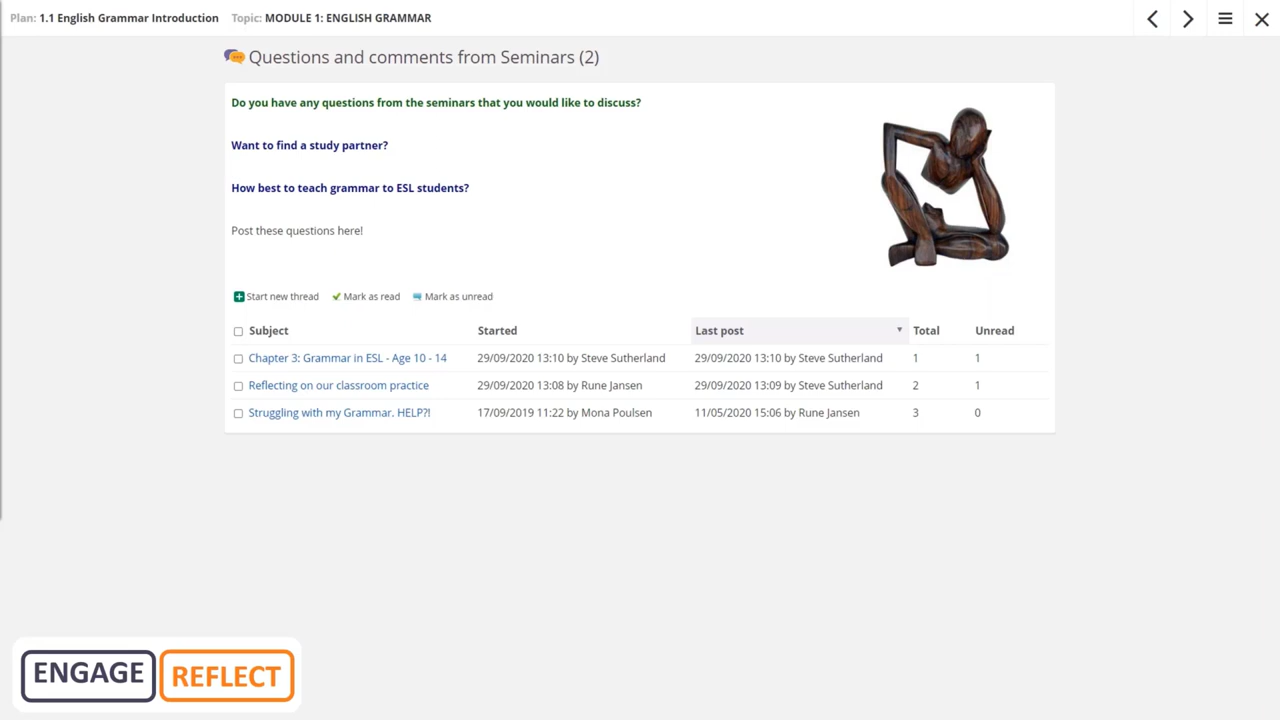 Plan: 1.1 English Grammar Introduction Topic: MODULE 1: ENGLISH GRAMMAR
Questions and comments from Seminars (2)
Do you have any questions from the seminars that you would like to discuss?
Want to find a study partner?
How best to teach grammar to ESL students?
Post these questions here!
Start new thread Mark as read Mark as unread
Subject Started Last post Total Unread
Chapter 3: Grammar in ESL - Age 10 - 14 29/09/2020 13:10 by Steve Sutherland 29/09/2020 13:10 by Steve Sutherland 1 1
Reflecting on our classroom practice 29/09/2020 13:08 by Rune Jansen 29/09/2020 13:09 by Steve Sutherland 2 1
Struggling with my Grammar. HELP?! 17/09/2019 11:22 by Mona Poulsen 11/05/2020 15:06 by Rune Jansen 3 0
ENGAGE REFLECT